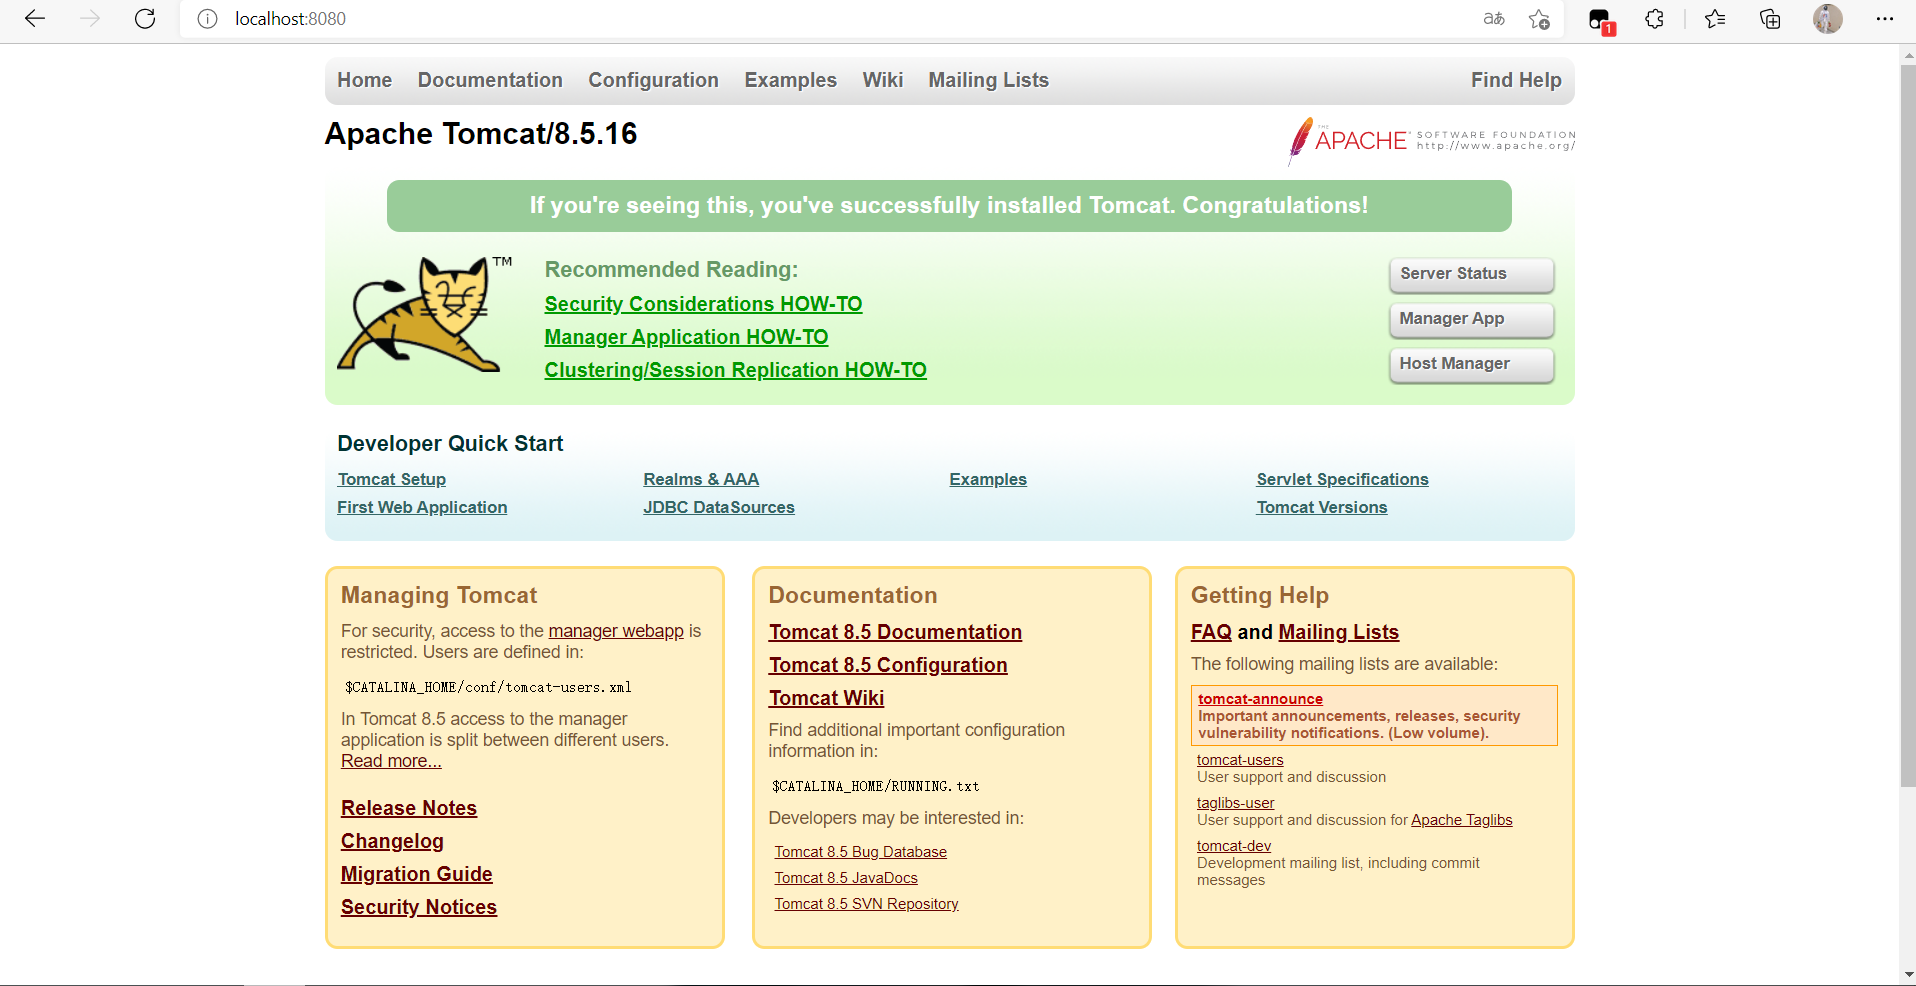 localhost:8080
aあ
1
Home Documentation Configuration Examples Wiki Mailing Lists Find Help
Apache Tomcat/8.5.16
THE APACHE SOFTWARE FOUNDATION
http://www.apache.org/
If you're seeing this, you've successfully installed Tomcat. Congratulations!
TM
Recommended Reading:
Security Considerations HOW-TO
Manager Application HOW-TO
Clustering/Session Replication HOW-TO
Server Status
Manager App
Host Manager
Developer Quick Start
Tomcat Setup
First Web Application
Realms & AAA
JDBC DataSources
Examples
Servlet Specifications
Tomcat Versions
Managing Tomcat
For security, access to the manager webapp is
restricted. Users are defined in:
$CATALINA_HOME/conf/tomcat-users.xml
In Tomcat 8.5 access to the manager
application is split between different users.
Read more...
Release Notes
Changelog
Migration Guide
Security Notices
Documentation
Tomcat 8.5 Documentation
Tomcat 8.5 Configuration
Tomcat Wiki
Find additional important configuration
information in:
$CATALINA_HOME/RUNNING.txt
Developers may be interested in:
Tomcat 8.5 Bug Database
Tomcat 8.5 JavaDocs
Tomcat 8.5 SVN Repository
Getting Help
FAQ and Mailing Lists
The following mailing lists are available:
tomcat-announce
Important announcements, releases, security
vulnerability notifications. (Low volume).
tomcat-users
User support and discussion
taglibs-user
User support and discussion for Apache Taglibs
tomcat-dev
Development mailing list, including commit
messages